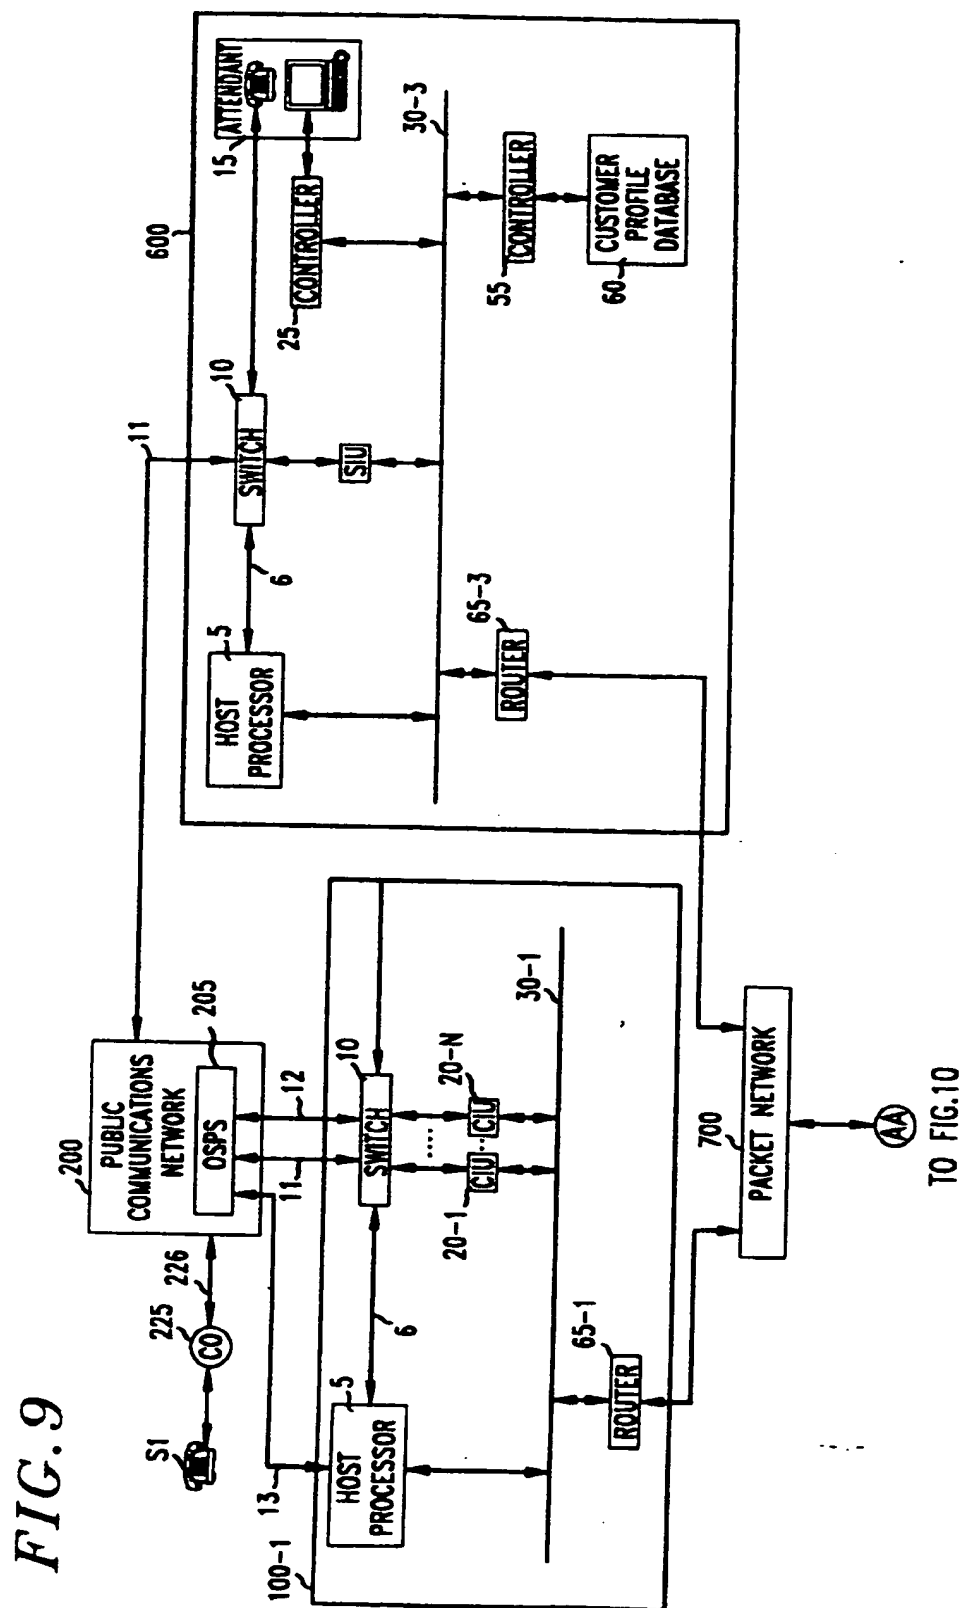 FIG. 9
S1
225
CO
226
200
PUBLIC
COMMUNICATIONS
NETWORK
OSPS
205
13
11
12
11
100-1
HOST
PROCESSOR
5
6
SWITCH
10
20-1
CIU
...
....
CIU
20-N
30-1
ROUTER
65-1
600
HOST
PROCESSOR
5
6
SWITCH
10
SIU
15
ATTENDANT
25
CONTROLLER
30-3
ROUTER
65-3
55
CONTROLLER
60
CUSTOMER
PROFILE
DATABASE
700
PACKET NETWORK
AA
TO FIG.10